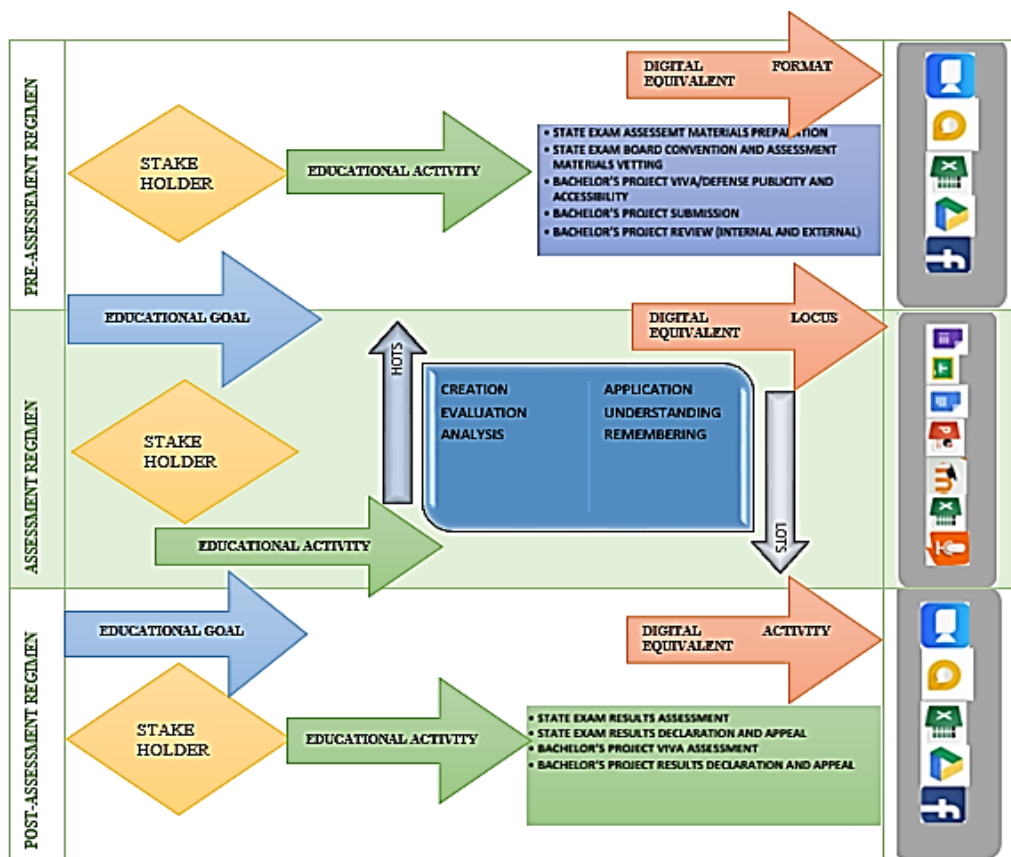 PRE-ASSESSMENT REGIMEN
DIGITAL FORMAT
EQUIVALENT
STAKE
HOLDER
EDUCATIONAL ACTIVITY
• STATE EXAM ASSESSEMT MATERIALS PREPARATION
• STATE EXAM BOARD CONVENTION AND ASSESSMENT
MATERIALS VETTING
• BACHELOR'S PROJECT VIVA/DEFENSE PUBLICITY AND
ACCESSIBILITY
• BACHELOR'S PROJECT SUBMISSION
• BACHELOR'S PROJECT REVIEW (INTERNAL AND EXTERNAL)
ASSESSMENT REGIMEN
EDUCATIONAL GOAL
DIGITAL LOCUS
EQUIVALENT
STAKE
HOLDER
HOTS
CREATION
EVALUATION
ANALYSIS
APPLICATION
UNDERSTANDING
REMEMBERING
LOTS
EDUCATIONAL ACTIVITY
POST-ASSESSMENT REGIMEN
EDUCATIONAL GOAL
DIGITAL ACTIVITY
EQUIVALENT
STAKE
HOLDER
EDUCATIONAL ACTIVITY
• STATE EXAM RESULTS ASSESSMENT
• STATE EXAM RESULTS DECLARATION AND APPEAL
• BACHELOR'S PROJECT VIVA ASSESSMENT
• BACHELOR'S PROJECT RESULTS DECLARATION AND APPEAL